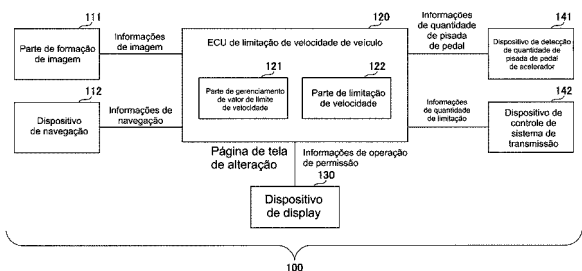 111
Parte de formação
de imagem
Informações
de imagem
120
ECU de limitação de velocidade de veículo
121
Parte de gerenciamento
de valor de limite
de velocidade
122
Parte de limitação
de velocidade
Informações
de quantidade
de pisada
de pedal
141
Dispositivo de detecção
de quantidade de
pisada de pedal
de acelerador
112
Dispositivo
de navegação
Informações de
navegação
Informações
de quantidade
de limitação
142
Dispositivo de
controle de
sistema de
transmissão
Página de tela
de alteração
Informações de operação
de permissão
130
Dispositivo
de display
100